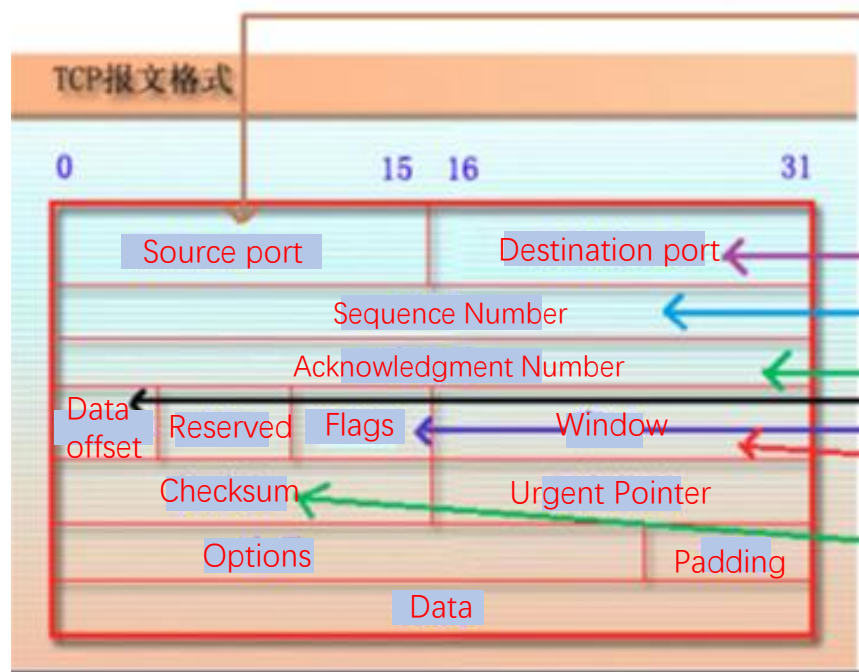 TCP报文格式
0 15 16 31
Source port Destination port
Sequence Number
Acknowledgment Number
Data offset Reserved Flags Window
Checksum Urgent Pointer
Options Padding
Data